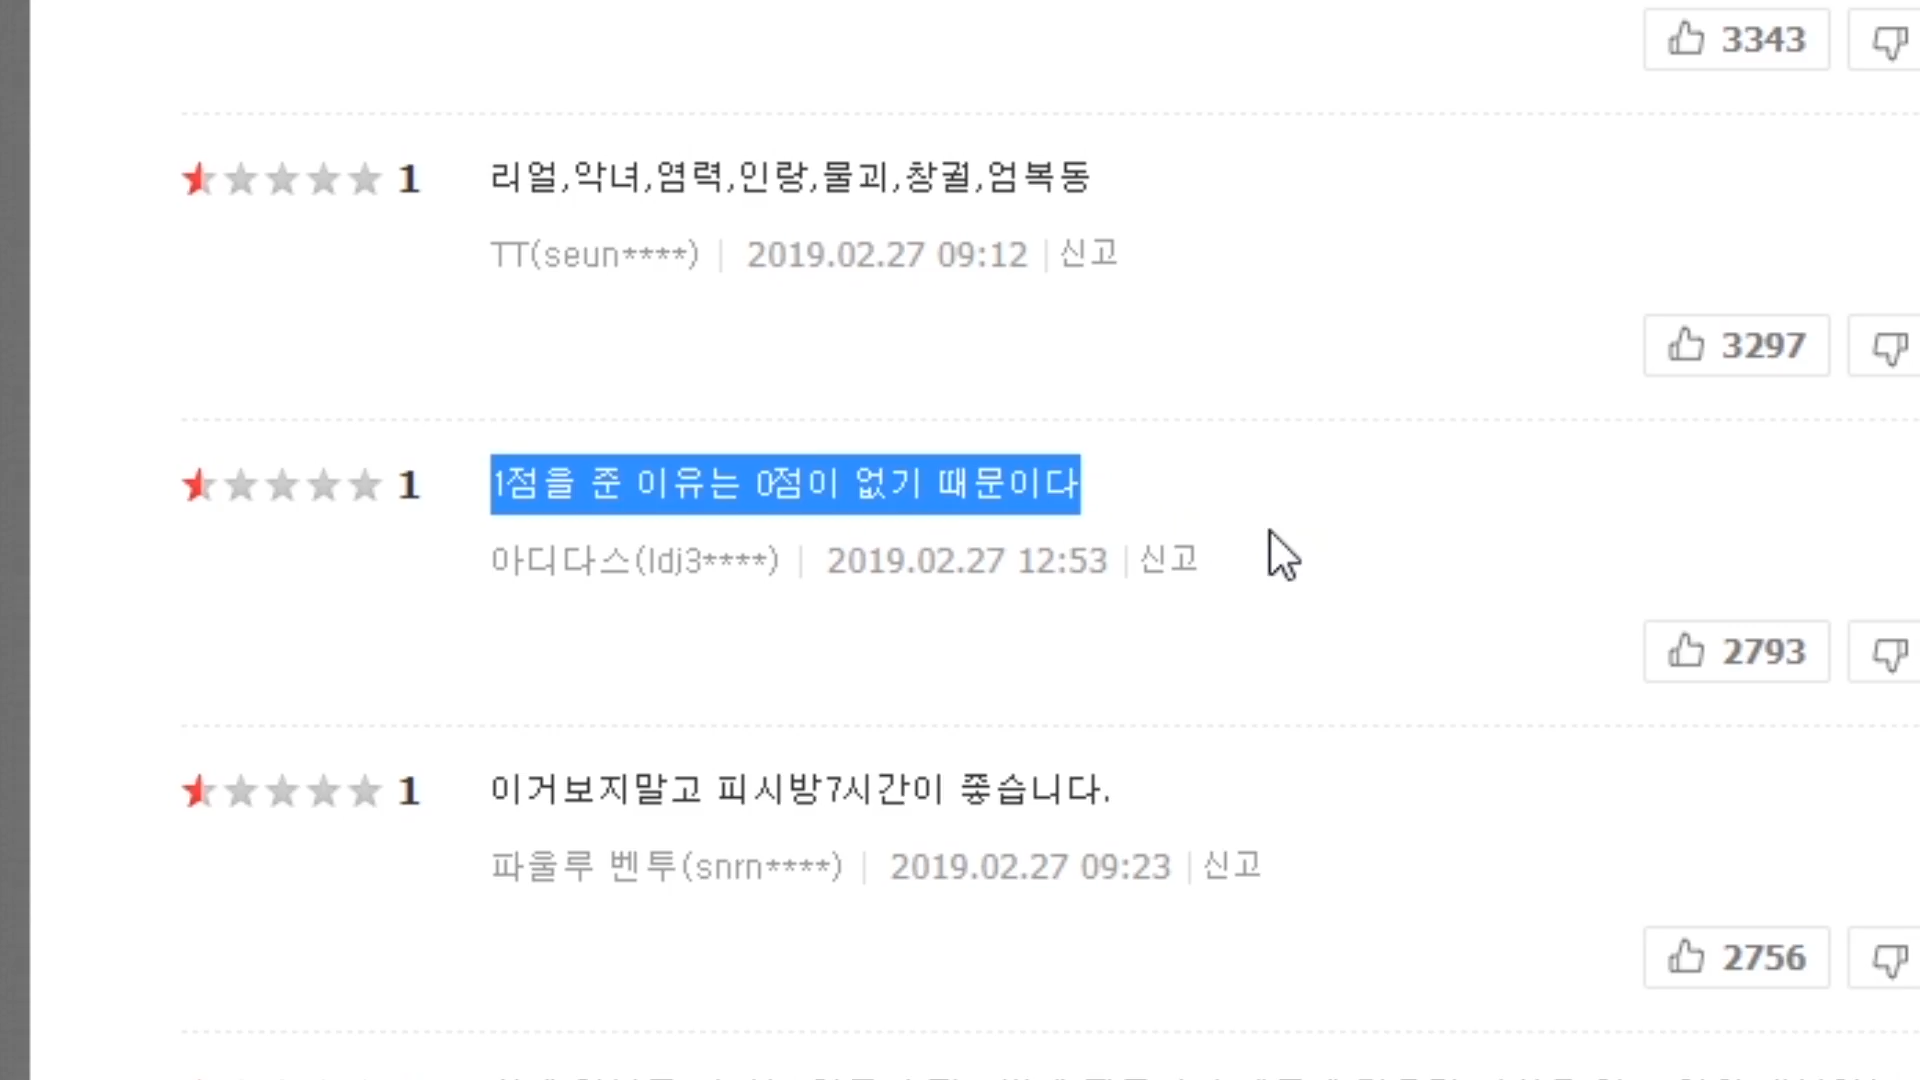 3343
1 리얼,악녀,염력,인랑,물괴,창궐,엄복동
TT(seun****) | 2019.02.27 09:12 | 신고
3297
1 1점을 준 이유는 0점이 없기 때문이다
아디다스(ldj3****) | 2019.02.27 12:53 | 신고
2793
1 이거보지말고 피시방7시간이 좋습니다.
파울루 벤투(snrn****) | 2019.02.27 09:23 | 신고
2756